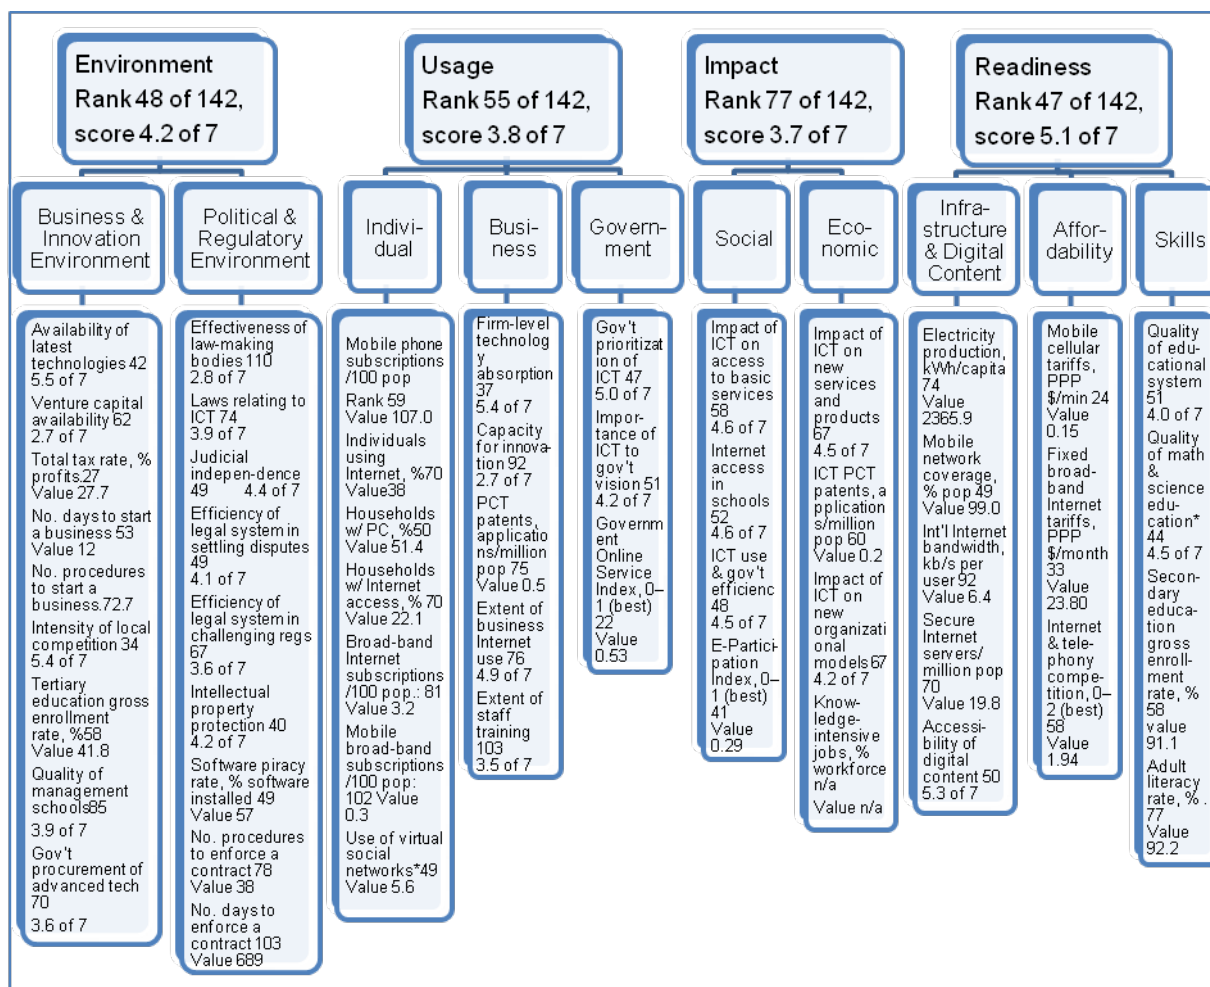 Environment
Rank 48 of 142,
score 4.2 of 7
Usage
Rank 55 of 142,
score 3.8 of 7
Impact
Rank 77 of 142,
score 3.7 of 7
Readiness
Rank 47 of 142,
score 5.1 of 7
Business &
Innovation
Environment
Political &
Regulatory
Environment
Indivi-
dual
Busi-
ness
Govern-
ment
Social
Eco-
nomic
Infra-
structure
& Digital
Content
Affor-
dability
Skills
Availability of
latest
technologies 42
5.5 of 7
Venture capital
availability 62
2.7 of 7
Total tax rate, %
profits.27
Value 27.7
No. days to start
a business 53
Value 12
No. procedures
to start a
business.72.7
Intensity of local
competition 34
5.4 of 7
Tertiary
education gross
enrollment
rate, %58
Value 41.8
Quality of
management
schools85
3.9 of 7
Gov't
procurement of
advanced tech
70
3.6 of 7
Effectiveness of
law-making
bodies 110
2.8 of 7
Laws relating to
ICT 74
3.9 of 7
Judicial
indepen-dence
49 4.4 of 7
Efficiency of
legal system in
settling disputes
49
4.1 of 7
Efficiency of
legal system in
challenging regs
67
3.6 of 7
Intellectual
property
protection 40
4.2 of 7
Software piracy
rate, % software
installed 49
Value 57
No. procedures
to enforce a
contract 78
Value 38
No. days to
enforce a
contract 103
Value 689
Mobile phone
subscriptions
/100 pop
Rank 59
Value 107.0
Individuals
using
Internet, %70
Value38
Households
w/ PC, %50
Value 51.4
Households
w/ Internet
access, % 70
Value 22.1
Broad-band
Internet
subscriptions
/100 pop.: 81
Value 3.2
Mobile
broad-band
subscriptions
/100 pop:
102 Value
0.3
Use of virtual
social
networks*49
Value 5.6
Firm-level
technolog
y
absorption
37
5.4 of 7
Capacity
for innova-
tion 92
2.7 of 7
PCT
patents,
applicatio
ns/million
pop 75
Value 0.5
Extent of
business
Internet
use 76
4.9 of 7
Extent of
staff
training
103
3.5 of 7
Gov't
prioritizat
ion of
ICT 47
5.0 of 7
Impor-
tance of
ICT to
gov't
vision 51
4.2 of 7
Governm
ent
Online
Service
Index, 0–
1 (best)
22
Value
0.53
Impact of
ICT on
access
to basic
services
58
4.6 of 7
Internet
access
in
schools
52
4.6 of 7
ICT use
& gov't
efficienc
48
4.5 of 7
E-Partici-
pation
Index, 0–
1 (best)
41
Value
0.29
Impact of
ICT on
new
services
and
products
67
4.5 of 7
ICT PCT
patents, a
pplication
s/million
pop 60
Value 0.2
Impact of
ICT on
new
organizati
onal
models67
4.2 of 7
Know-
ledge-
intensive
jobs, %
workforce
n/a
Value n/a
Electricity
production,
kWh/capita
74
Value
2365.9
Mobile
network
coverage,
% pop 49
Value 99.0
Int'l Internet
bandwidth,
kb/s per
user 92
Value 6.4
Secure
Internet
servers/
million pop
70
Value 19.8
Accessi-
bility of
digital
content 50
5.3 of 7
Mobile
cellular
tariffs,
PPP
$/min 24
Value
0.15
Fixed
broad-
band
Internet
tariffs,
PPP
$/month
33
Value
23.80
Internet
& tele-
phony
compe-
tition, 0–
2 (best)
58
Value
1.94
Quality
of edu-
cational
system
51
4.0 of 7
Quality
of math
&
science
edu-
cation*
44
4.5 of 7
Secon-
dary
educa-
tion
gross
enroll-
ment
rate, %
58
value
91.1
Adult
literacy
rate, % .
77
Value
92.2